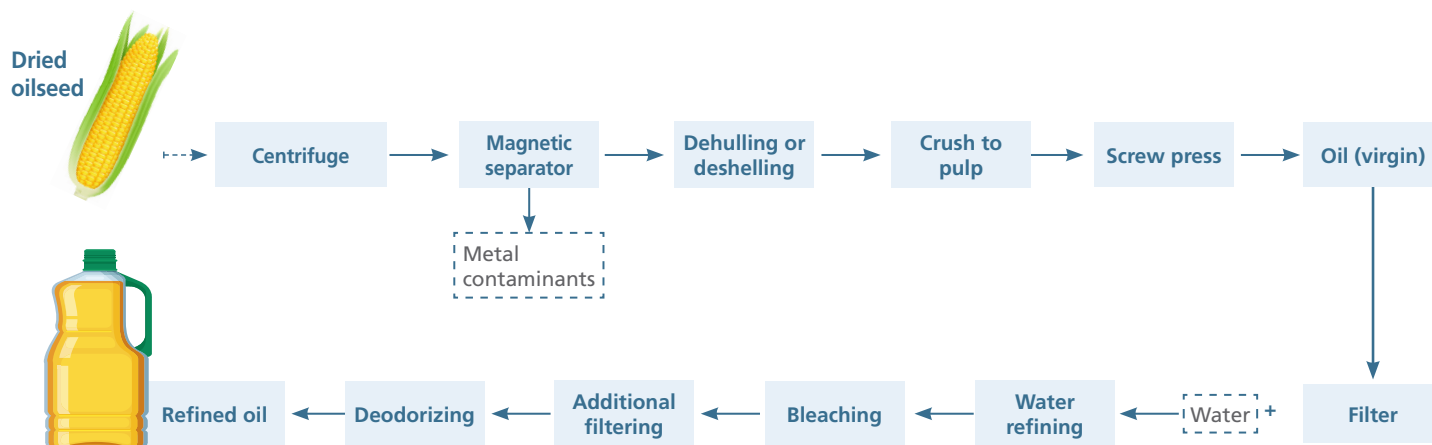 Dried
oilseed
Centrifuge
Magnetic
separator
Dehulling or
deshelling
Crush to
pulp
Screw press
Oil (virgin)
Metal
contaminants
Refined oil
Deodorizing
Additional
filtering
Bleaching
Water
refining
Water +
Filter